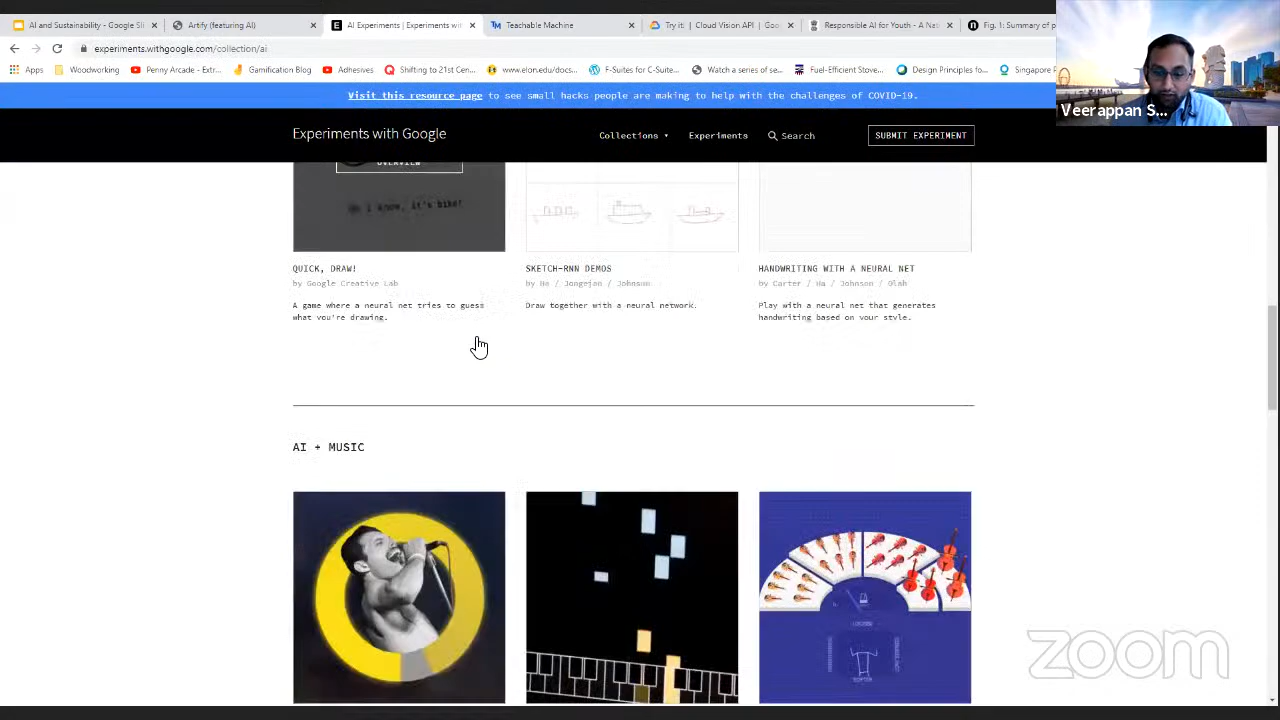 AI and Sustainability - Google Sli
Artify (featuring AI)
AI Experiments | Experiments wit
Teachable Machine
Try it! | Cloud Vision API | Goo
Responsible AI for Youth - A Na
Fig. 1: Summary of p
experiments.withgoogle.com/collection/ai
Apps
Woodworking
Penny Arcade - Extr...
Gamification Blog
Adhesives
Shifting to 21st Cen...
www.elon.edu/docs...
F-Suites for C-Suite...
Watch a series of se...
Fuel-Efficient Stove...
Design Principles fo...
Singapore
Visit this resource page to see small hacks people are making to help with the challenges of COVID-19.
Experiments with Google
Collections
Experiments
Search
SUBMIT EXPERIMENT
Veerappan S...
OVERVIEW
Oh I know, it's bike!
QUICK, DRAW!
by Google Creative Lab
A game where a neural net tries to guess
what you're drawing.
SKETCH-RNN DEMOS
by Ha / Jongejan / Johnson
Draw together with a neural network.
HANDWRITING WITH A NEURAL NET
by Carter / Ha / Johnson / Olah
Play with a neural net that generates
handwriting based on your style.
AI + MUSIC
zoom